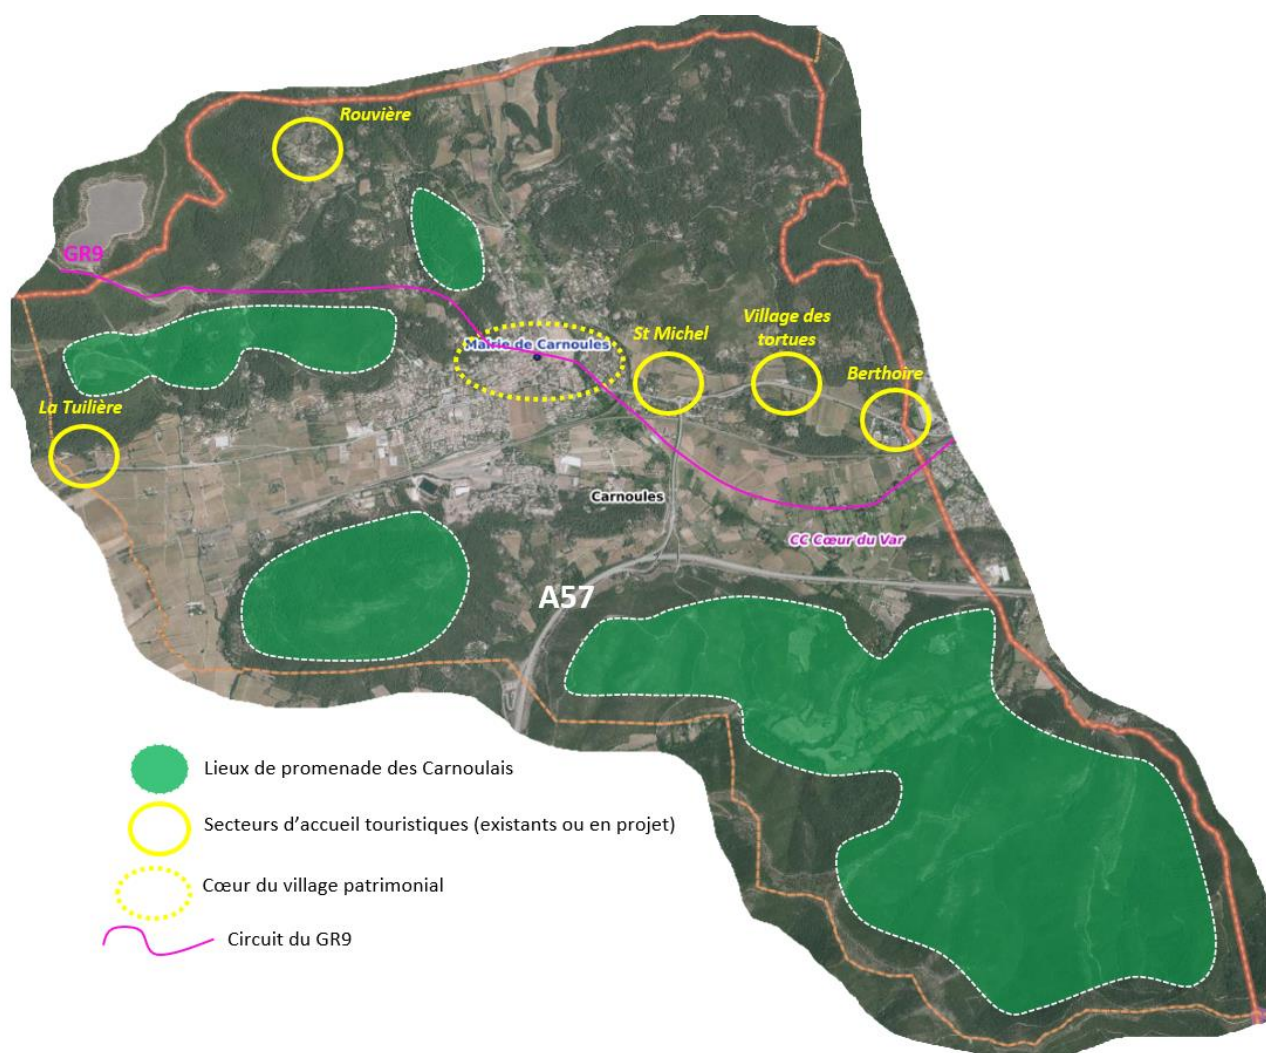 Rouvière
GR9
Mairie de Carnoules
St Michel
Village des
tortues
Berthoire
La Tuilière
Carnoules
CC Cœur du Var
A57
Lieux de promenade des Carnoulais
Secteurs d’accueil touristiques (existants ou en projet)
Cœur du village patrimonial
Circuit du GR9